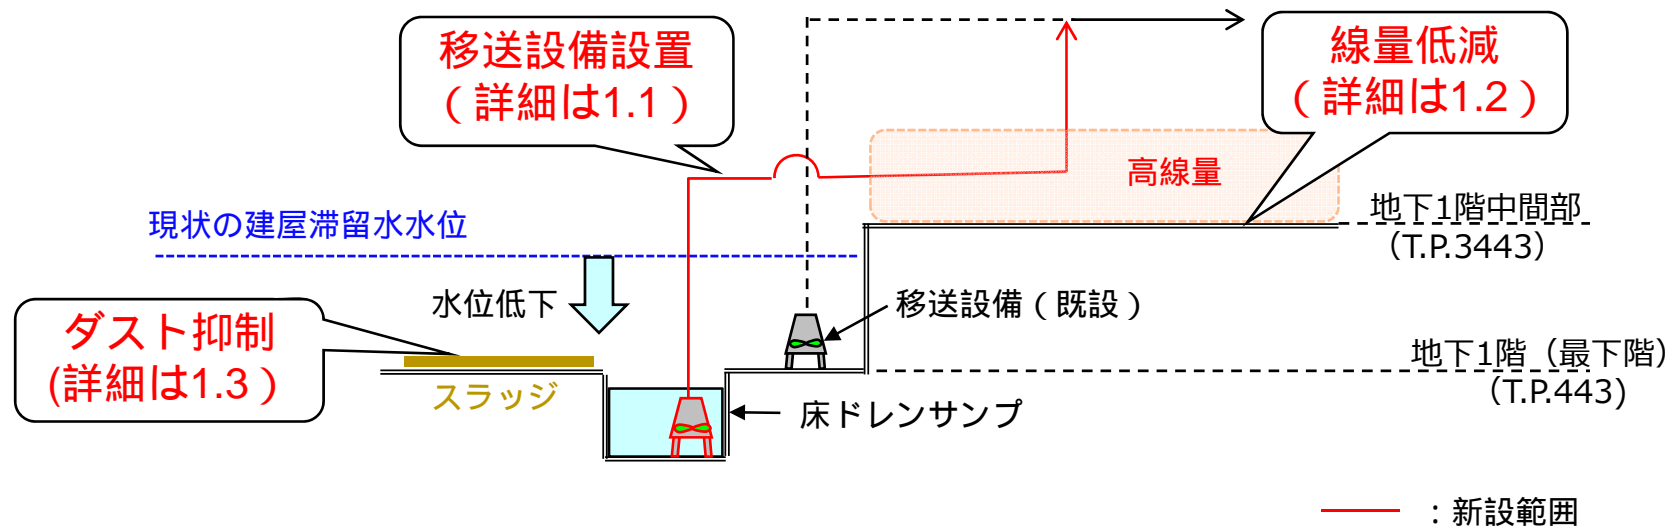 移送設備設置
（詳細は1.1）
線量低減
（詳細は1.2）
高線量
現状の建屋滞留水水位
地下1階中間部
（T.P.3443）
水位低下
移送設備（既設）
ダスト抑制
(詳細は1.3）
地下1階（最下階）
（T.P.443)
スラッジ
床ドレンサンプ
：新設範囲